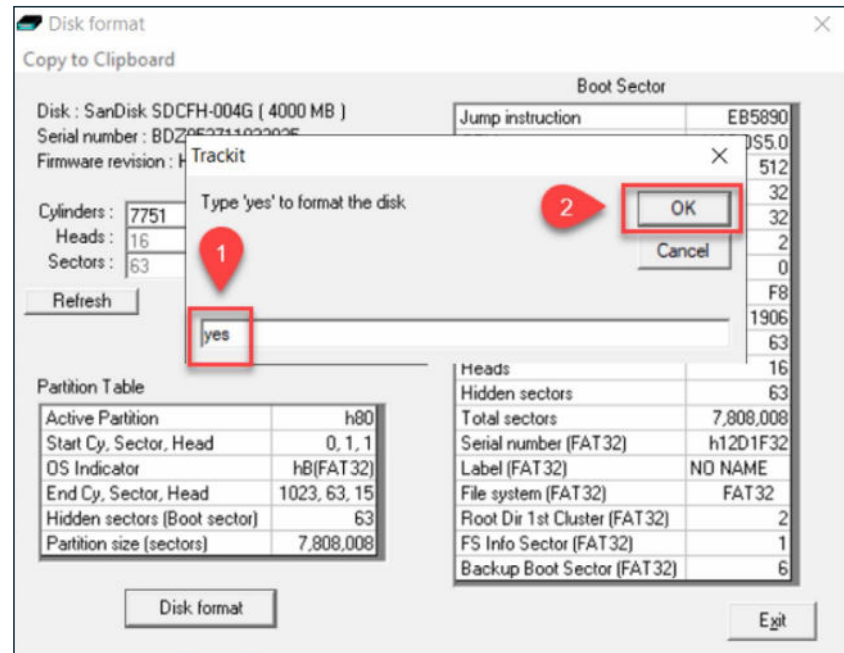 Disk format
Copy to Clipboard
Disk : SanDisk SDCFH-004G ( 4000 MB )
Serial number :
Firmware revision :
Cylinders : 7751
Heads : 16
Sectors : 63
Refresh
Trackit
Type 'yes' to format the disk
1
yes
2
OK
Cancel
Partition Table
Active Partition h80
Start Cy, Sector, Head 0, 1, 1
OS Indicator hB(FAT32)
End Cy, Sector, Head 1023, 63, 15
Hidden sectors (Boot sector) 63
Partition size (sectors) 7,808,008
Disk format
Boot Sector
Jump instruction EB5890
512
32
32
2
0
F8
1906
63
Heads 16
Hidden sectors 63
Total sectors 7,808,008
Serial number (FAT32) h12D1F32
Label (FAT32) NO NAME
File system (FAT32) FAT32
Root Dir 1st Cluster (FAT32) 2
FS Info Sector (FAT32) 1
Backup Boot Sector (FAT32) 6
Exit